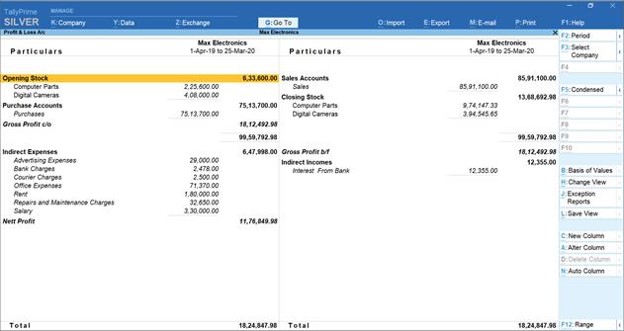 TallyPrime MANAGE
SILVER K: Company Y: Data Z: Exchange G: Go To O: Import E: Export M: E-mail P: Print F1: Help
Profit & Loss A/c Max Electronics
Particulars Max Electronics 1-Apr-19 to 25-Mar-20
Opening Stock 6,33,600.00
Computer Parts 2,25,600.00
Digital Cameras 4,08,000.00
Purchase Accounts 75,13,700.00
Purchases 75,13,700.00
Gross Profit c/o 18,12,492.98
99,59,792.98
Indirect Expenses 6,47,998.00
Advertising Expenses 29,000.00
Bank Charges 2,478.00
Courier Charges 2,500.00
Office Expenses 71,370.00
Rent 1,80,000.00
Repairs and Maintenance Charges 32,650.00
Salary 3,30,000.00
Nett Profit 11,76,849.98
Total 18,24,847.98
Particulars Max Electronics 1-Apr-19 to 25-Mar-20
Sales Accounts 85,91,100.00
Sales 85,91,100.00
Closing Stock 13,68,692.98
Computer Parts 9,74,147.33
Digital Cameras 3,94,545.65
99,59,792.98
Gross Profit b/f 18,12,492.98
Indirect Incomes 12,355.00
Interest From Bank 12,355.00
Total 18,24,847.98
F2: Period
F3: Select Company
F4
F5: Condensed
F6
F7
F8
F9
F10
B: Basis of Values
H: Change View
J: Exception Reports
L: Save View
C: New Column
A: Alter Column
D: Delete Column
N: Auto Column
F12: Range